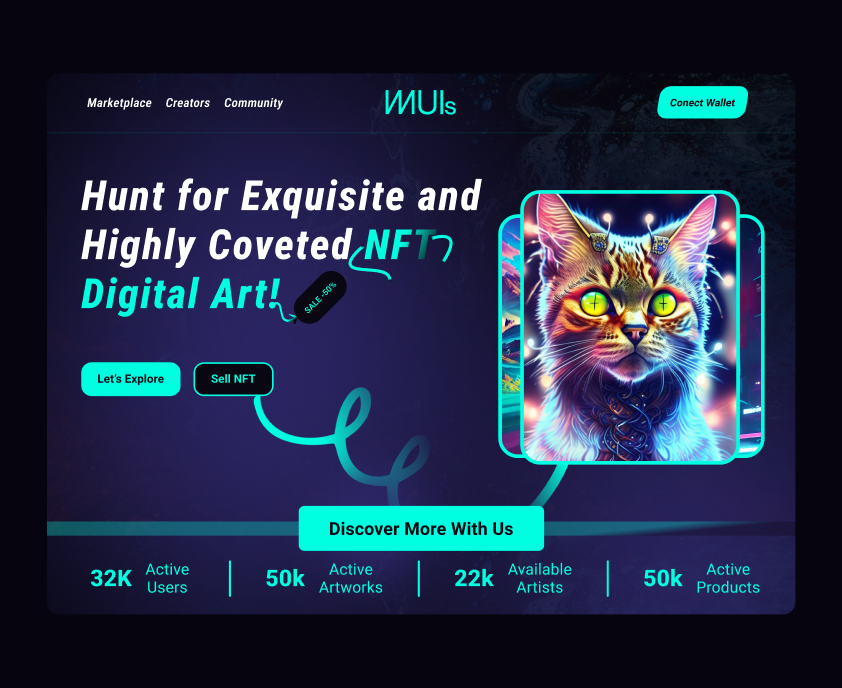 Marketplace Creators Community
WUIs
Conect Wallet
Hunt for Exquisite and
Highly Coveted NFT
Digital Art!
SALE -50%
Let's Explore
Sell NFT
Discover More With Us
32K Active Users
50k Active Artworks
22k Available Artists
50k Active Products